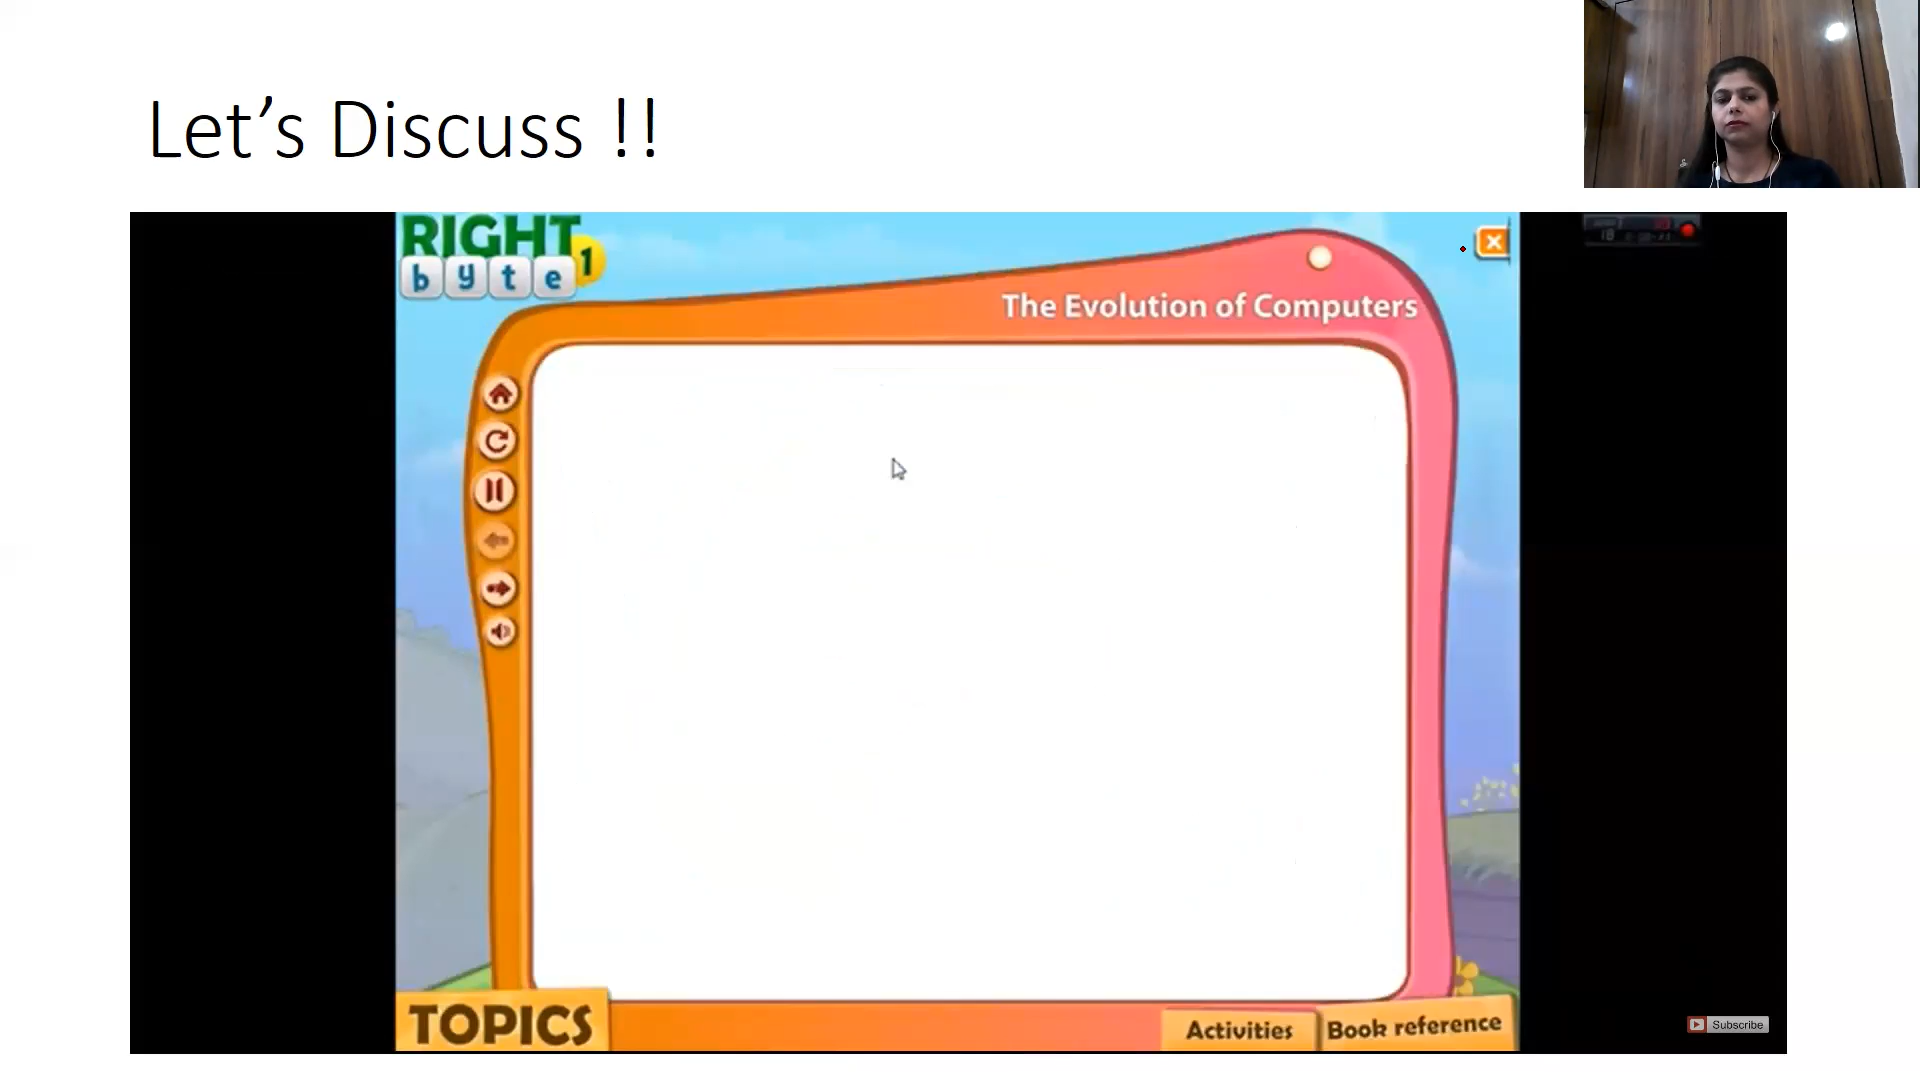 Let’s Discuss !!
RIGHT
byte 1
The Evolution of Computers
TOPICS
Activities
Book reference
Subscribe